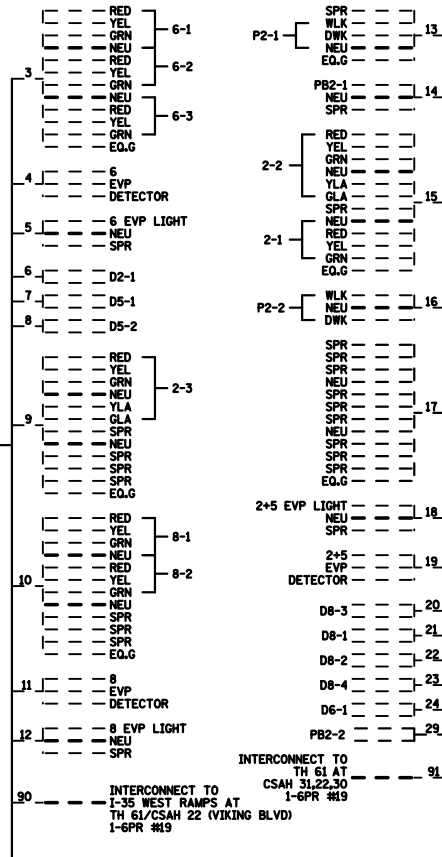 3
RED
YEL
GRN
NEU
RED
YEL
GRN
NEU
RED
YEL
GRN
EQ.G
6-1
6-2
6-3
4
6
EVP
DETECTOR
5
6 EVP LIGHT
NEU
SPR
6
D2-1
7
D5-1
8
D5-2
9
RED
YEL
GRN
NEU
YLA
GLA
SPR
NEU
SPR
SPR
SPR
EQ.G
2-3
10
RED
YEL
GRN
NEU
RED
YEL
GRN
NEU
SPR
SPR
SPR
EQ.G
8-1
8-2
11
8
EVP
DETECTOR
12
8 EVP LIGHT
NEU
SPR
90
INTERCONNECT TO
I-35 WEST RAMPS AT
TH 61/CSAH 22 (VIKING BLVD)
1-6PR #19
P2-1
SPR
WLK
DWK
NEU
EQ.G
13
PB2-1
NEU
SPR
14
2-2
2-1
RED
YEL
GRN
NEU
YLA
GLA
SPR
NEU
RED
YEL
GRN
EQ.G
15
P2-2
WLK
NEU
DWK
16
SPR
SPR
SPR
NEU
SPR
SPR
SPR
NEU
SPR
SPR
SPR
EQ.G
17
2+5 EVP LIGHT
NEU
SPR
18
2+5
EVP
DETECTOR
19
D8-3
20
D8-1
21
D8-2
22
D8-4
23
D6-1
24
PB2-2
29
INTERCONNECT TO
TH 61 AT
CSAH 31,22,30
1-6PR #19
91